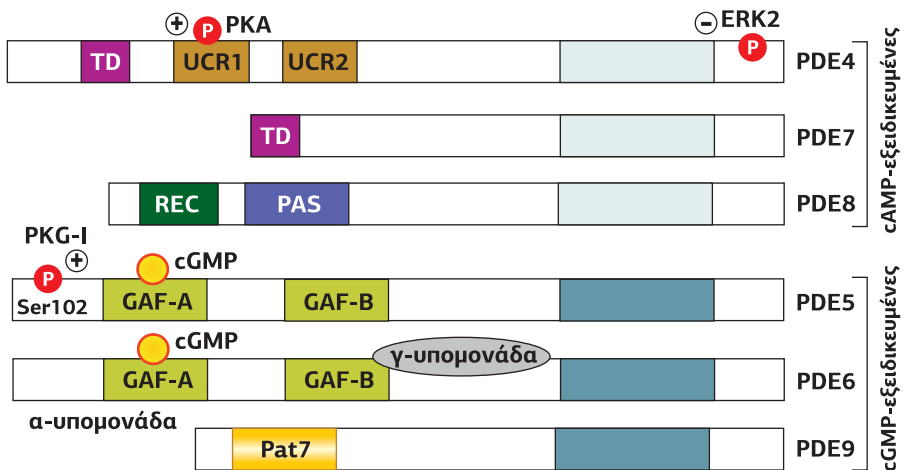 + P PKA
- ERK2
P
TD UCR1 UCR2 PDE4
TD PDE7
REC PAS PDE8
cAMP-εξειδικευμένες
PKG-I
+
P
cGMP
Ser102 GAF-A GAF-B PDE5
cGMP
γ-υπομονάδα
GAF-A GAF-B PDE6
α-υπομονάδα
Pat7 PDE9
cGMP-εξειδικευμένες